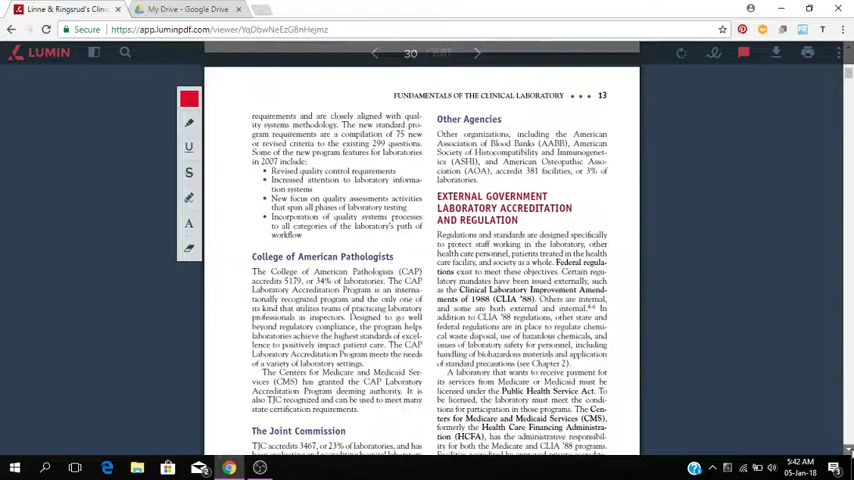 Linne & Ringsrud's Clinic
My Drive - Google Drive
Secure
https://app.luminpdf.com/viewer/YqDbwNeEzGBnHejmz
LUMIN
30
FUNDAMENTALS OF THE CLINICAL LABORATORY • • • 13
requirements and are closely aligned with qual-
ity systems methodology. The new standard pro-
gram requirements are a compilation of 75 new
or revised criteria to the existing 299 questions.
Some of the new program features for laboratories
in 2007 include:
• Revised quality control requirements
• Increased attention to laboratory informa-
tion systems
• New focus on quality assessments activities
that span all phases of laboratory testing
• Incorporation of quality systems processes
to all categories of the laboratory's path of
workflow
College of American Pathologists
The College of American Pathologists (CAP)
accredits 5179, or 34% of laboratories. The CAP
Laboratory Accreditation Program is an interna-
tionally recognized program and the only one of
its kind that utilizes teams of practicing laboratory
professionals as inspectors. Designed to go well
beyond regulatory compliance, the program helps
laboratories achieve the highest standards of excel-
lence to positively impact patient care. The CAP
Laboratory Accreditation Program meets the needs
of a variety of laboratory settings.
The Centers for Medicare and Medicaid Ser-
vices (CMS) has granted the CAP Laboratory
Accreditation Program deeming authority. It is
also TJC recognized and can be used to meet many
state certification requirements.
The Joint Commission
TJC accredits 3467, or 23% of laboratories, and has
Other Agencies
Other organizations, including the American
Association of Blood Banks (AABB), American
Society of Histocompatibility and Immunogenet-
ics (ASHI), and American Osteopathic Asso-
ciation (AOA), accredit 381 facilities, or 3% of
laboratories.
EXTERNAL GOVERNMENT
LABORATORY ACCREDITATION
AND REGULATION
Regulations and standards are designed specifically
to protect staff working in the laboratory, other
health care personnel, patients treated in the health
care facility, and society as a whole. Federal regula-
tions exist to meet these objectives. Certain regu-
latory mandates have been issued externally, such
as the Clinical Laboratory Improvement Amend-
ments of 1988 (CLIA '88). Others are internal,
and some are both external and internal.4-6 In
addition to CLIA '88 regulations, other state and
federal regulations are in place to regulate chemi-
cal waste disposal, use of hazardous chemicals, and
issues of laboratory safety for personnel, including
handling of biohazardous materials and application
of standard precautions (see Chapter 2).
A laboratory that wants to receive payment for
its services from Medicare or Medicaid must be
licensed under the Public Health Service Act. To
be licensed, the laboratory must meet the condi-
tions for participation in those programs. The Cen-
ters for Medicare and Medicaid Services (CMS),
formerly the Health Care Financing Administra-
tion (HCFA), has the administrative responsibil-
ity for both the Medicare and CLIA '88 programs.
5:42 AM
05-Jan-18